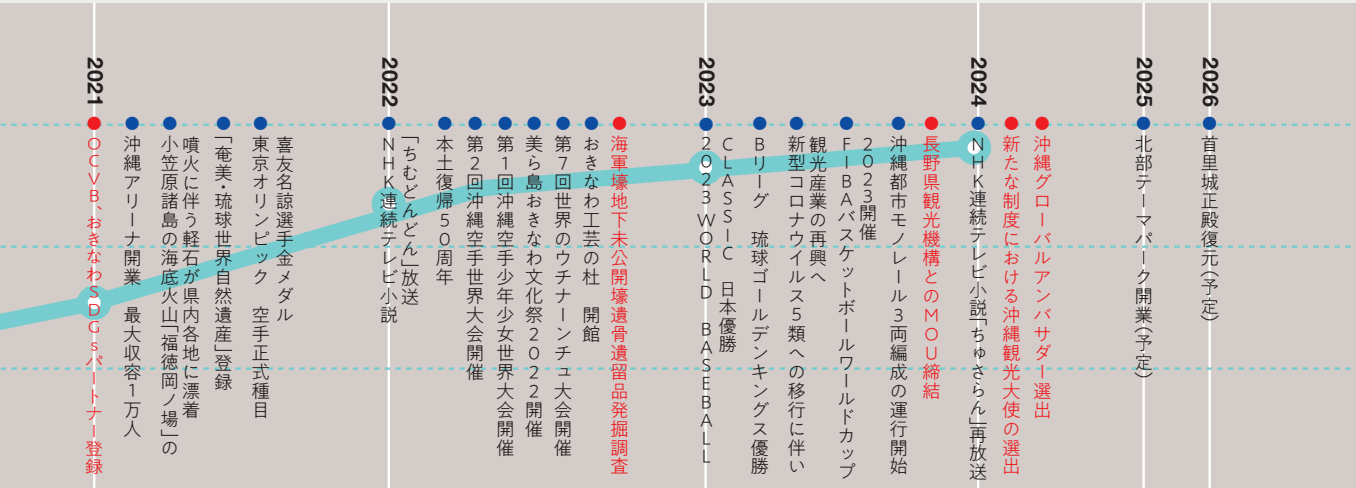 2021
OCVB、おきなわSDGsパートナー登録
沖縄アリーナ開業　最大収容1万人
小笠原諸島の海底火山「福徳岡ノ場」の
噴火に伴う軽石が県内各地に漂着
「奄美・琉球世界自然遺産」登録
東京オリンピック　空手正式種目
喜友名諒選手金メダル
2022
NHK連続テレビ小説
「ちむどんどん」放送
本土復帰50周年
第2回沖縄空手世界大会開催
第1回沖縄空手少年少女世界大会開催
美ら島おきなわ文化祭2022開催
第7回世界のウチナーンチュ大会開催
おきなわ工芸の杜　開館
海軍壕地下未公開壕遺骨遺留品発掘調査
2023
2023 WORLD BASEBALL
CLASSIC　日本優勝
Bリーグ　琉球ゴールデンキングス優勝
新型コロナウイルス5類への移行に伴い
観光産業の再興へ
FIBAバスケットボールワールドカップ
2023開催
沖縄都市モノレール3両編成の運行開始
長野県観光機構とのMOU締結
2024
NHK連続テレビ小説「ちゅさらん」再放送
新たな制度における沖縄観光大使の選出
沖縄グローバルアンバサダー選出
2025
北部テーマパーク開業(予定)
2026
首里城正殿復元(予定)